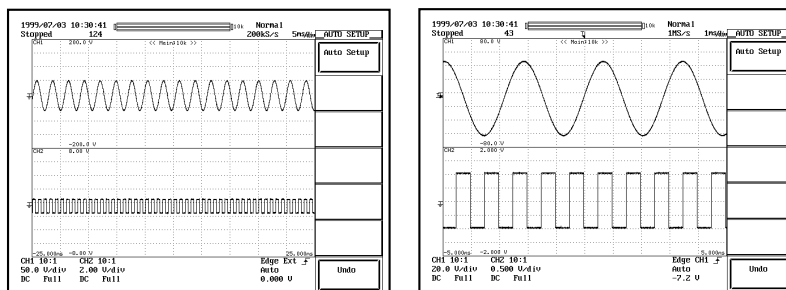 1999/07/03 10:30:41
10k
Normal
Stopped
124
200kS/s
5ms/div
AUTO SETUP
Auto Setup
CH1
200.0 V
<< Main:10k >>
-200.0 V
CH2
8.00 V
-25.000ms
-8.00 V
25.000ms
CH1 10:1
CH2 10:1
Edge Ext
50.0 V/div
2.00 V/div
Auto
DC Full
DC Full
0.000 V
Undo
1999/07/03 10:30:41
10k
Normal
Stopped
43
1MS/s
1ms/div
AUTO SETUP
Auto Setup
CH1
80.0 V
<< Main:10k >>
-80.0 V
CH2
2.000 V
-5.000ms
-2.000 V
5.000ms
CH1 10:1
CH2 10:1
Edge CH1
20.0 V/div
0.500 V/div
Auto
DC Full
DC Full
-7.2 V
Undo